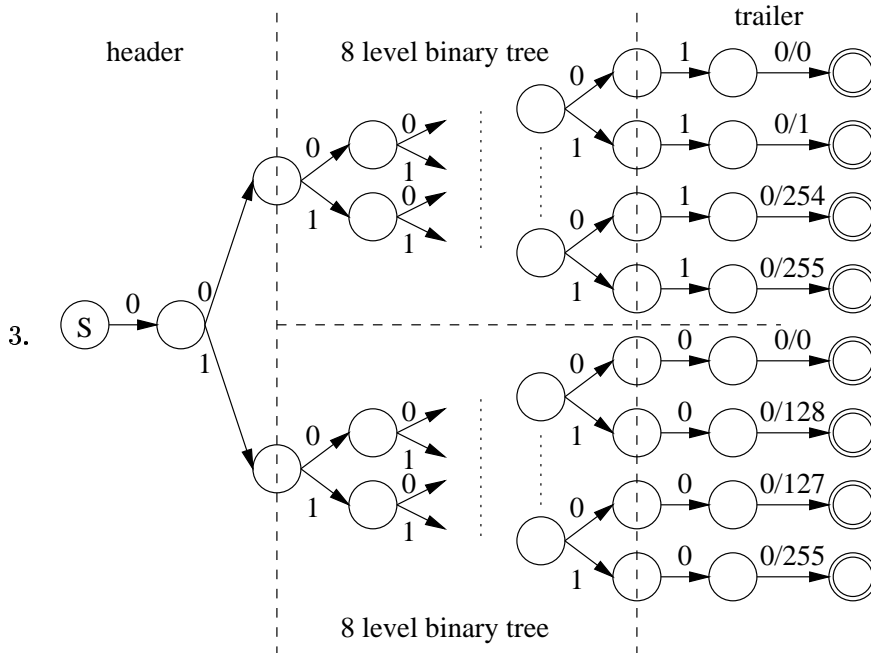 trailer
header 8 level binary tree
0 1 0/0
0
1 1 0/1
0 0
1
0 1 0/254
1 0
1
1 1 0/255
0
S 0
3.
1
0 0 0/0
0
0 1 0 0/128
1
0
1 0 0 0/127
1
1 0 0/255
8 level binary tree